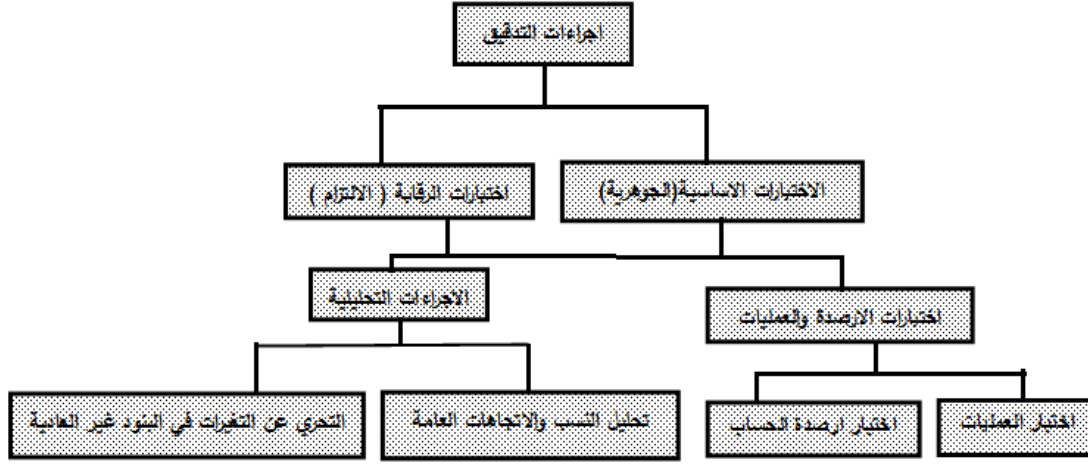 اجراءات التدقيق
الاختبارات الاساسية(الجوهرية)
اختبارات الرقابة ( الالتزام )
الاجراءات التحليلية
اختبارات الارصدة والعمليات
اختبار العمليات
اختبار ارصدة الحساب
تحليل النسب والاتجاهات العامة
التحري عن التغيرات في البنود غير العادية